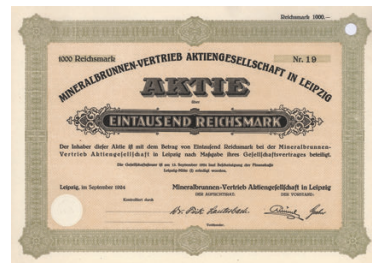 Reichsmark 1000.—
1000 Reichsmark
Nr. 19
MINERALBRUNNEN-VERTRIEB AKTIENGESELLSCHAFT IN LEIPZIG
AKTIE
über
EINTAUSEND REICHSMARK
Der Inhaber dieser Aktie ist mit dem Betrag von Eintausend Reichsmark bei der Mineralbrunnen-
Vertrieb Aktiengesellschaft in Leipzig nach Maßgabe ihres Gesellschaftsvertrages beteiligt.
Leipzig, im September 1924
Mineralbrunnen-Vertrieb Aktiengesellschaft in Leipzig
DER AUFSICHTSRAT:
DER VORSTAND:
Kontrolliert durch